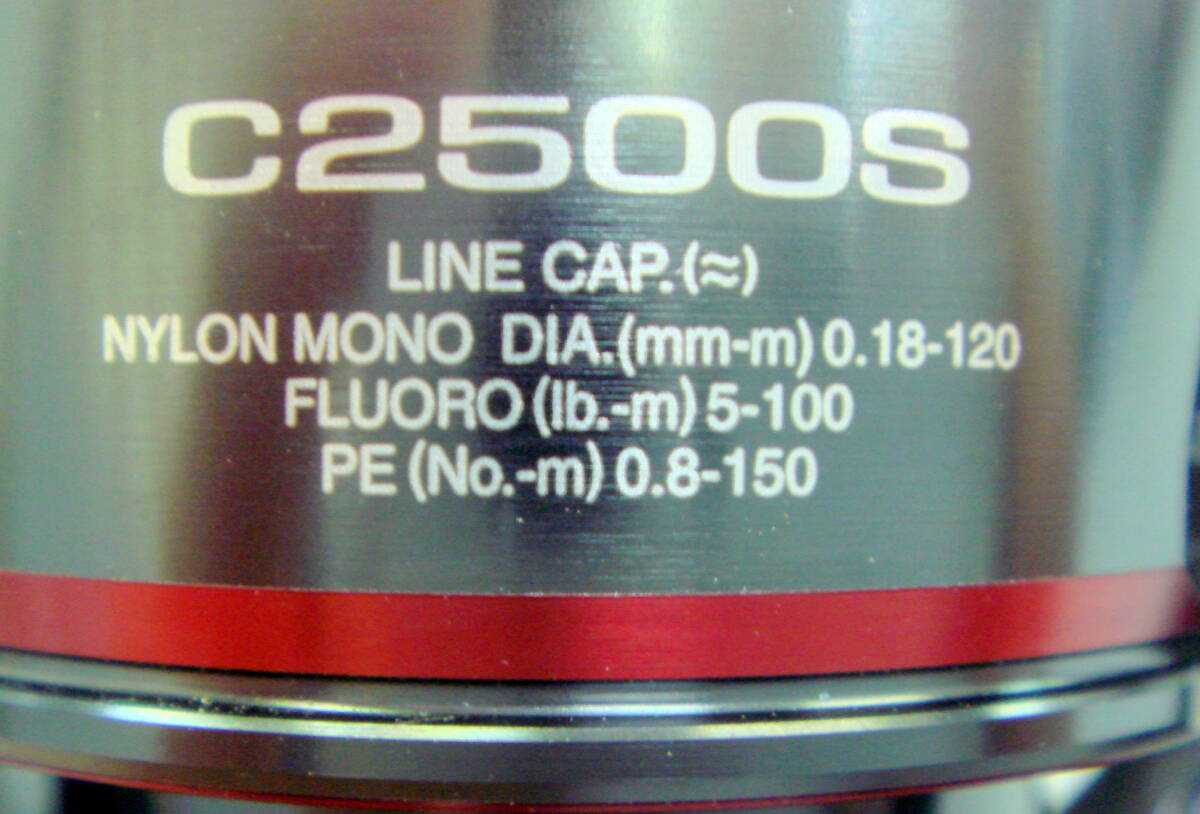 C2500S
LINE CAP.(≈)
NYLON MONO DIA.(mm-m) 0.18-120
FLUORO (lb.-m) 5-100
PE (No.-m) 0.8-150